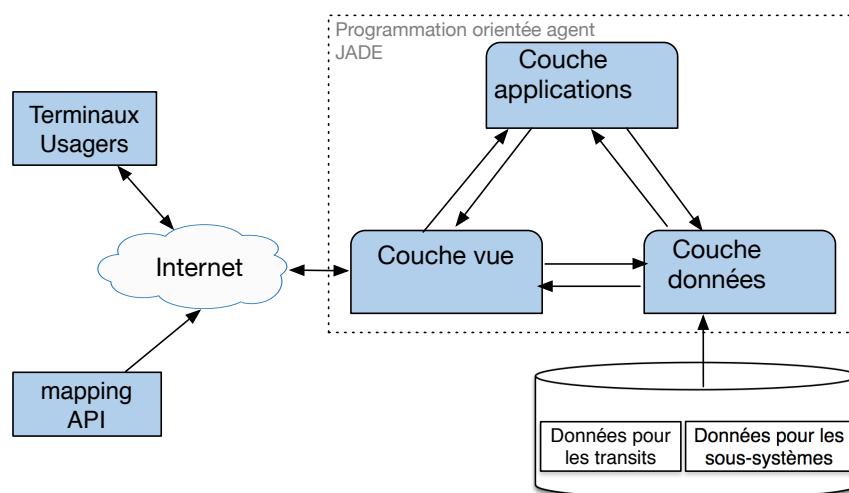 Programmation orientée agent
JADE
Couche
applications
Terminaux
Usagers
Internet
Couche vue
Couche
données
mapping
API
Données pour
les transits
Données pour les
sous-systèmes